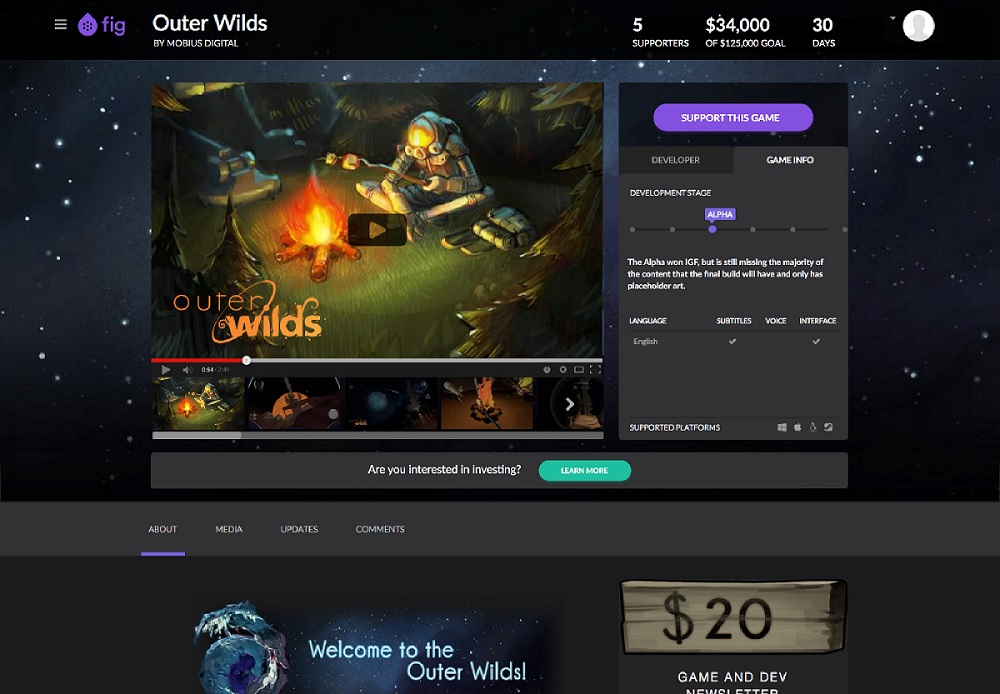 fig
Outer Wilds
BY MOBIUS DIGITAL
5
SUPPORTERS
$34,000
OF $125,000 GOAL
30
DAYS
SUPPORT THIS GAME
DEVELOPER
GAME INFO
DEVELOPMENT STAGE
ALPHA
The Alpha won IGF, but is still missing the majority of
the content that the final build will have and only has
placeholder art.
LANGUAGE
SUBTITLES
VOICE
INTERFACE
English
SUPPORTED PLATFORMS
outer
wilds
0:54 / 2:45
Are you interested in investing?
LEARN MORE
ABOUT
MEDIA
UPDATES
COMMENTS
Welcome to the
Outer Wilds!
$20
GAME AND DEV
NEWSLETTER